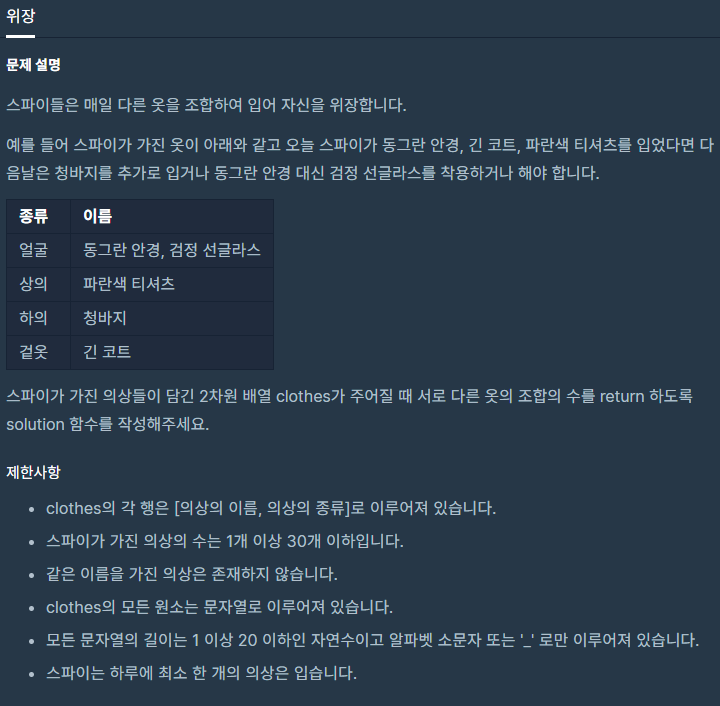 위장
문제 설명
스파이들은 매일 다른 옷을 조합하여 입어 자신을 위장합니다.
예를 들어 스파이가 가진 옷이 아래와 같고 오늘 스파이가 동그란 안경, 긴 코트, 파란색 티셔츠를 입었다면 다
음날은 청바지를 추가로 입거나 동그란 안경 대신 검정 선글라스를 착용하거나 해야 합니다.
종류 이름
얼굴 동그란 안경, 검정 선글라스
상의 파란색 티셔츠
하의 청바지
겉옷 긴 코트
스파이가 가진 의상들이 담긴 2차원 배열 clothes가 주어질 때 서로 다른 옷의 조합의 수를 return 하도록
solution 함수를 작성해주세요.
제한사항
• clothes의 각 행은 [의상의 이름, 의상의 종류]로 이루어져 있습니다.
• 스파이가 가진 의상의 수는 1개 이상 30개 이하입니다.
• 같은 이름을 가진 의상은 존재하지 않습니다.
• clothes의 모든 원소는 문자열로 이루어져 있습니다.
• 모든 문자열의 길이는 1 이상 20 이하인 자연수이고 알파벳 소문자 또는 '_' 로만 이루어져 있습니다.
• 스파이는 하루에 최소 한 개의 의상은 입습니다.